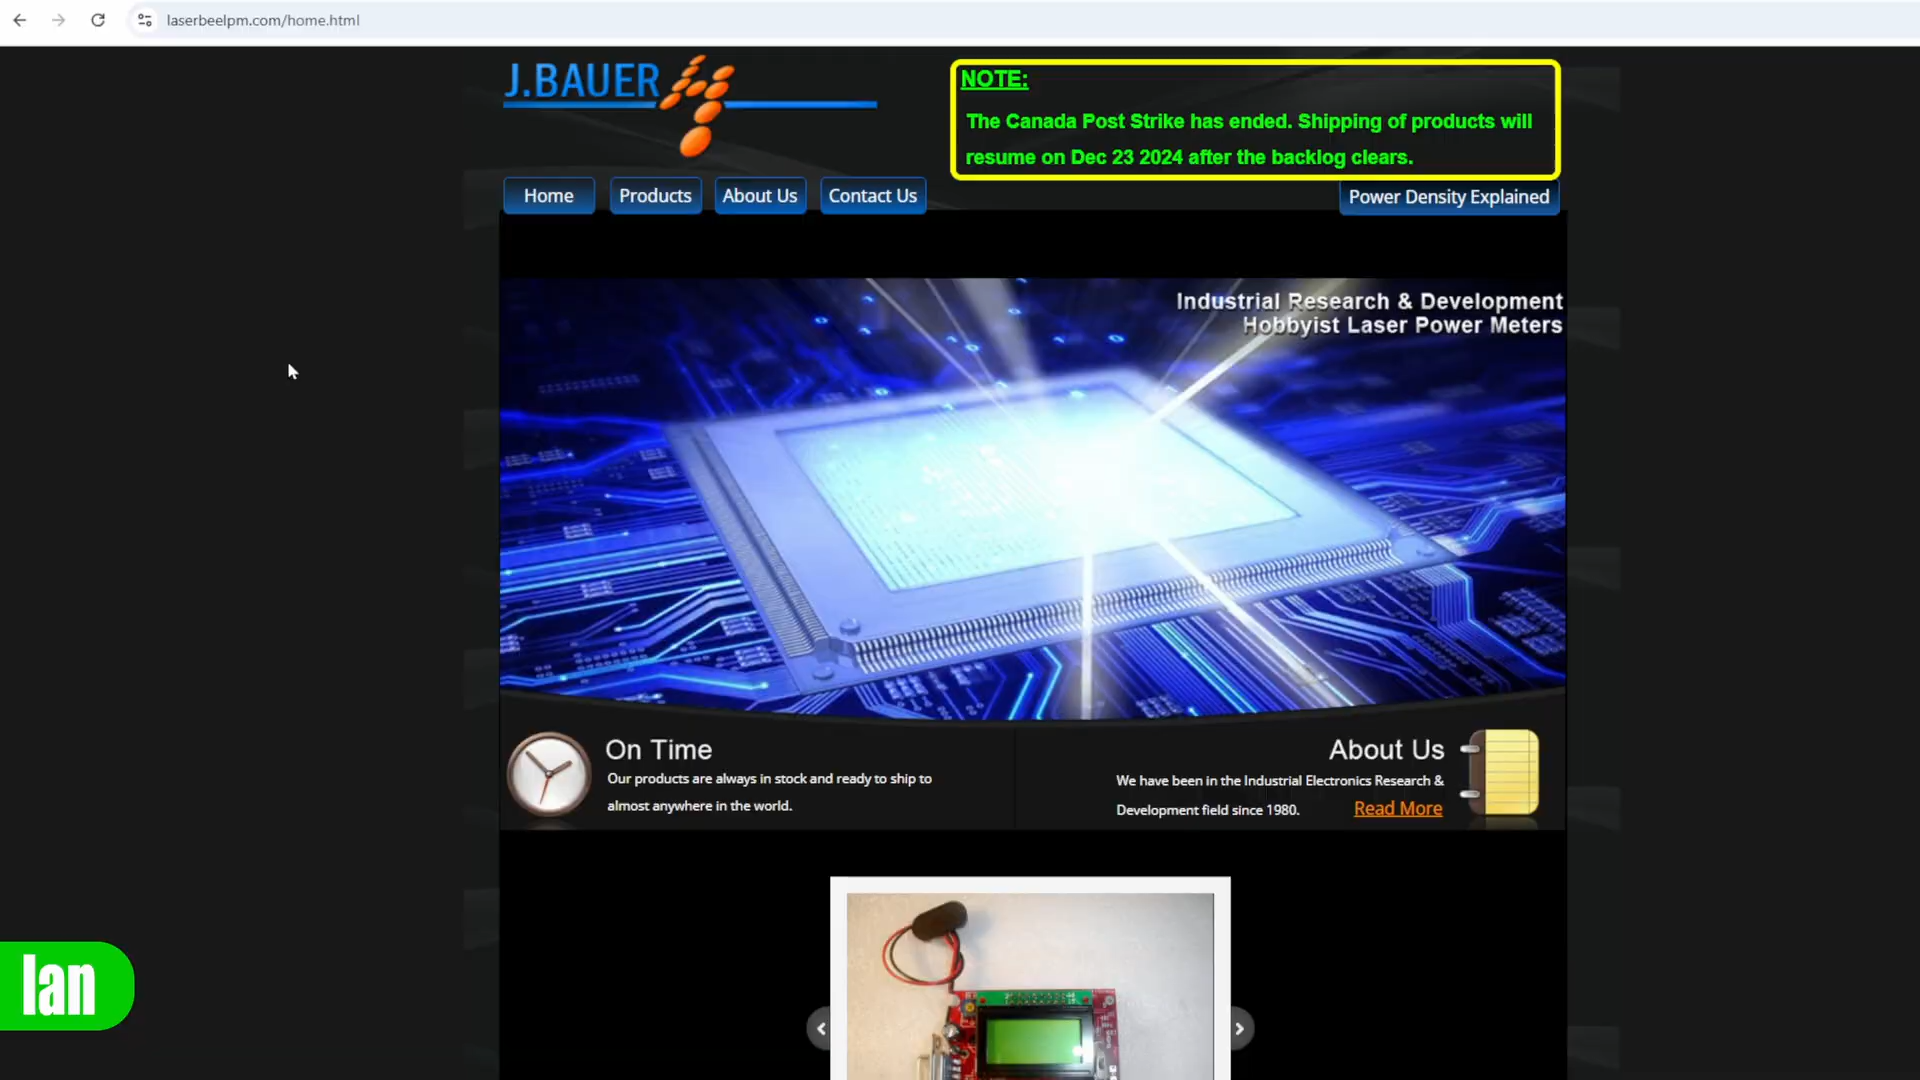 laserbeelpm.com/home.html
J.BAUER
NOTE:
The Canada Post Strike has ended. Shipping of products will
resume on Dec 23 2024 after the backlog clears.
Home
Products
About Us
Contact Us
Power Density Explained
Industrial Research & Development
Hobbyist Laser Power Meters
On Time
Our products are always in stock and ready to ship to
almost anywhere in the world.
About Us
We have been in the Industrial Electronics Research &
Development field since 1980.
Read More
Ian